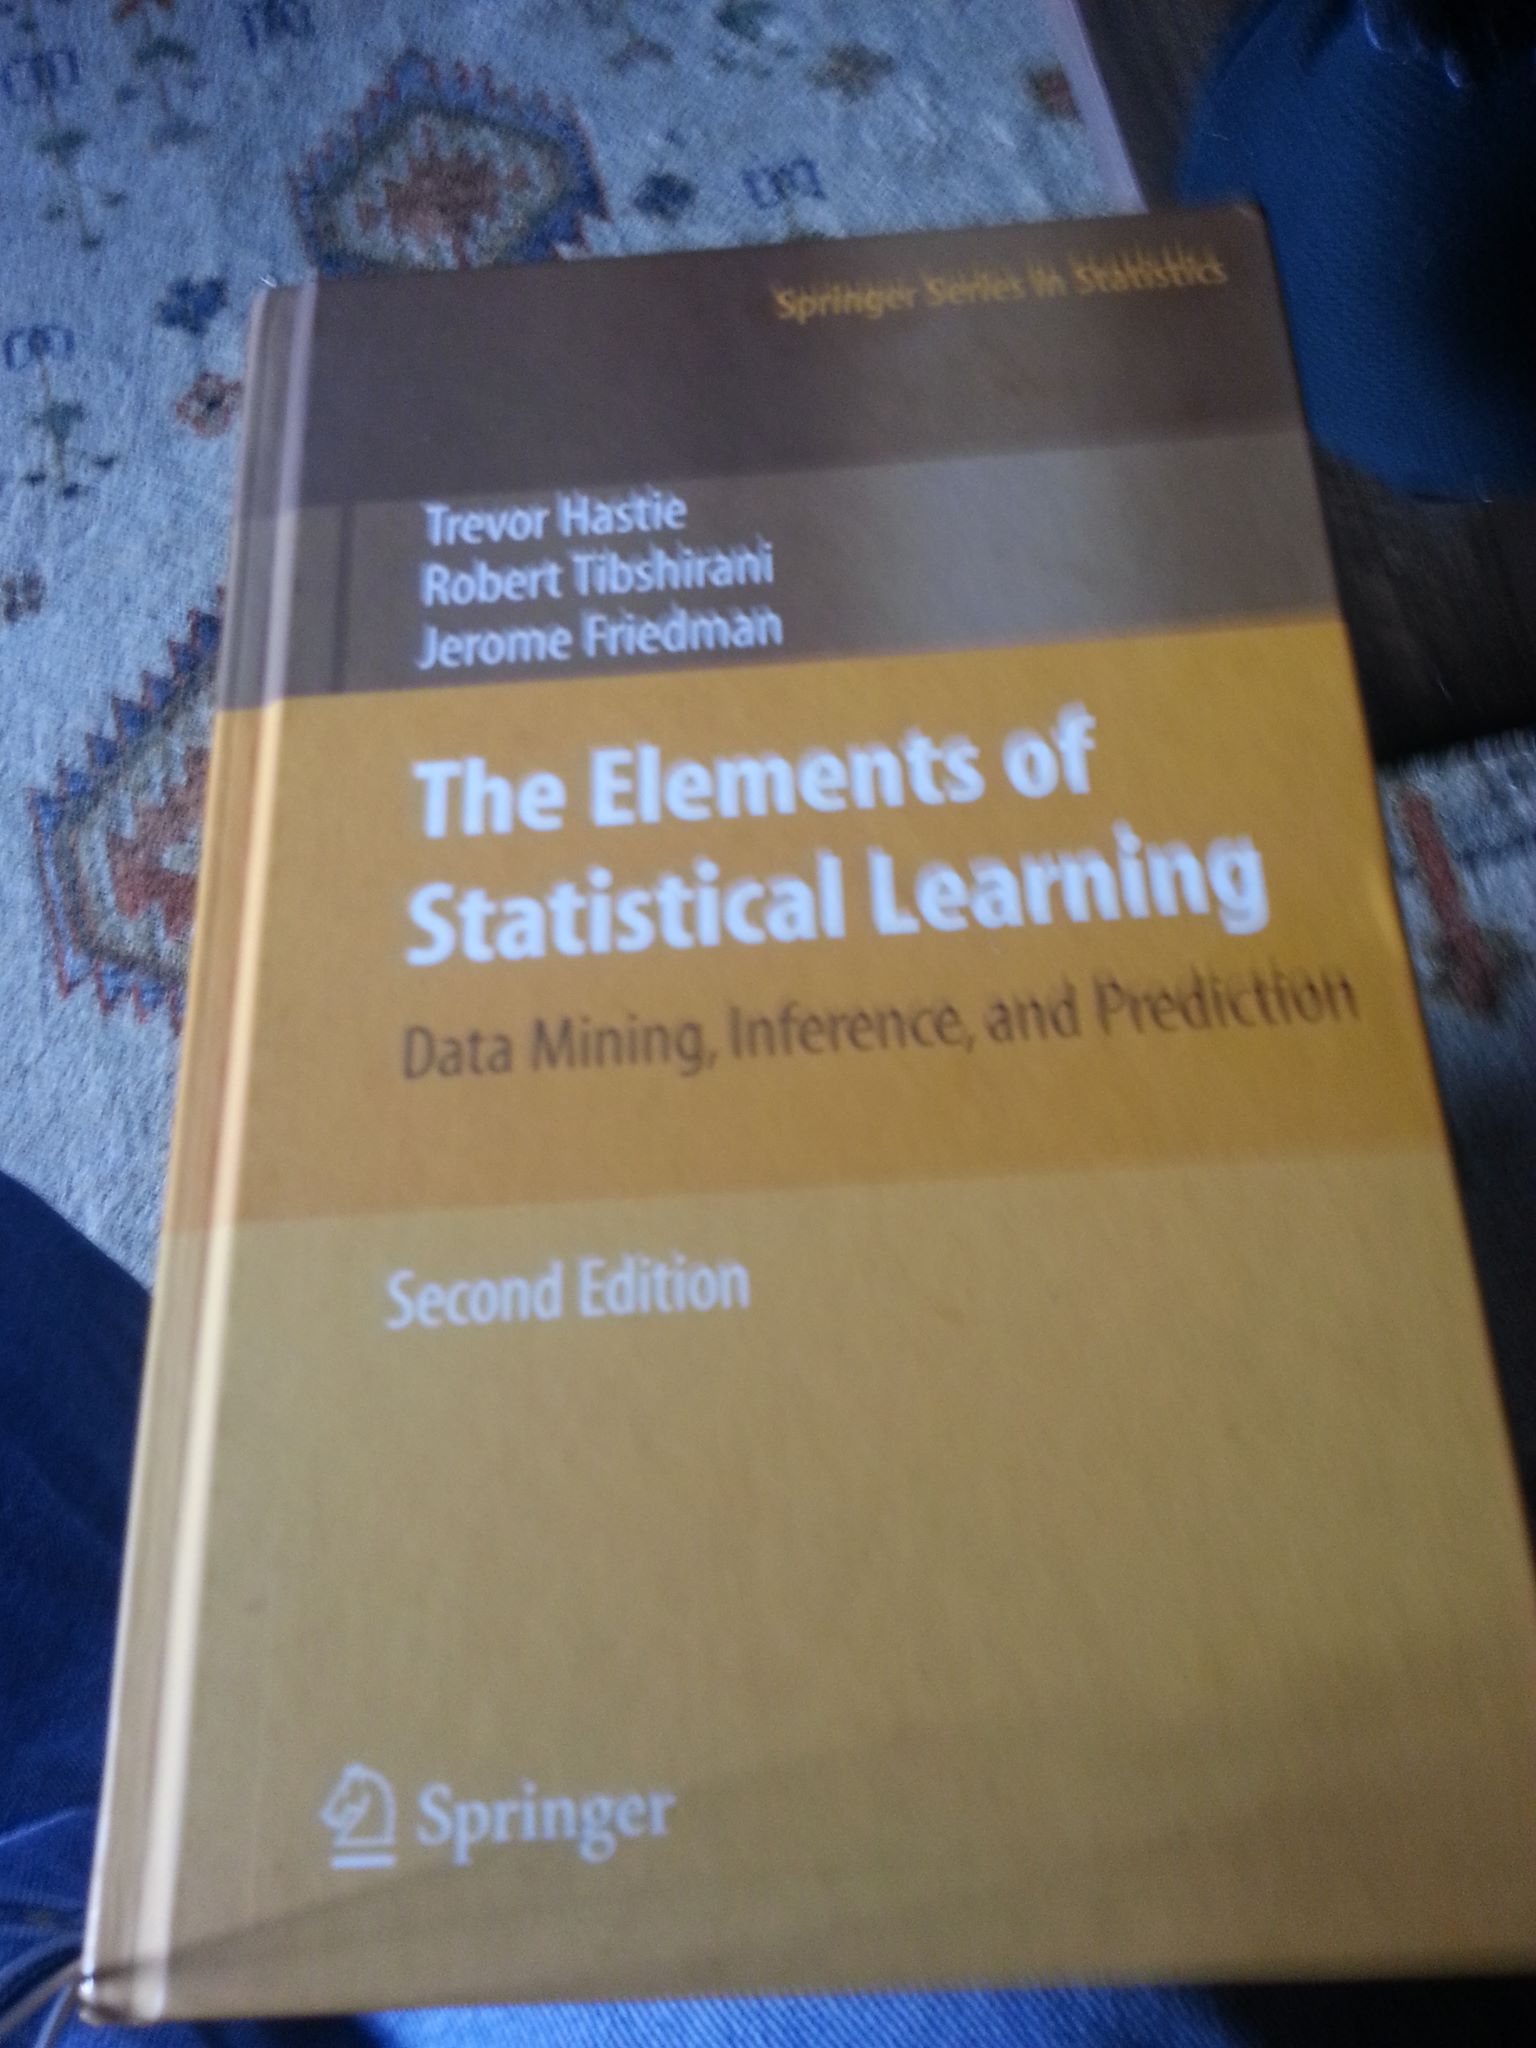 Springer Series in Statistics
Trevor Hastie
Robert Tibshirani
Jerome Friedman
The Elements of
Statistical Learning
Data Mining, Inference, and Prediction
Second Edition
Springer